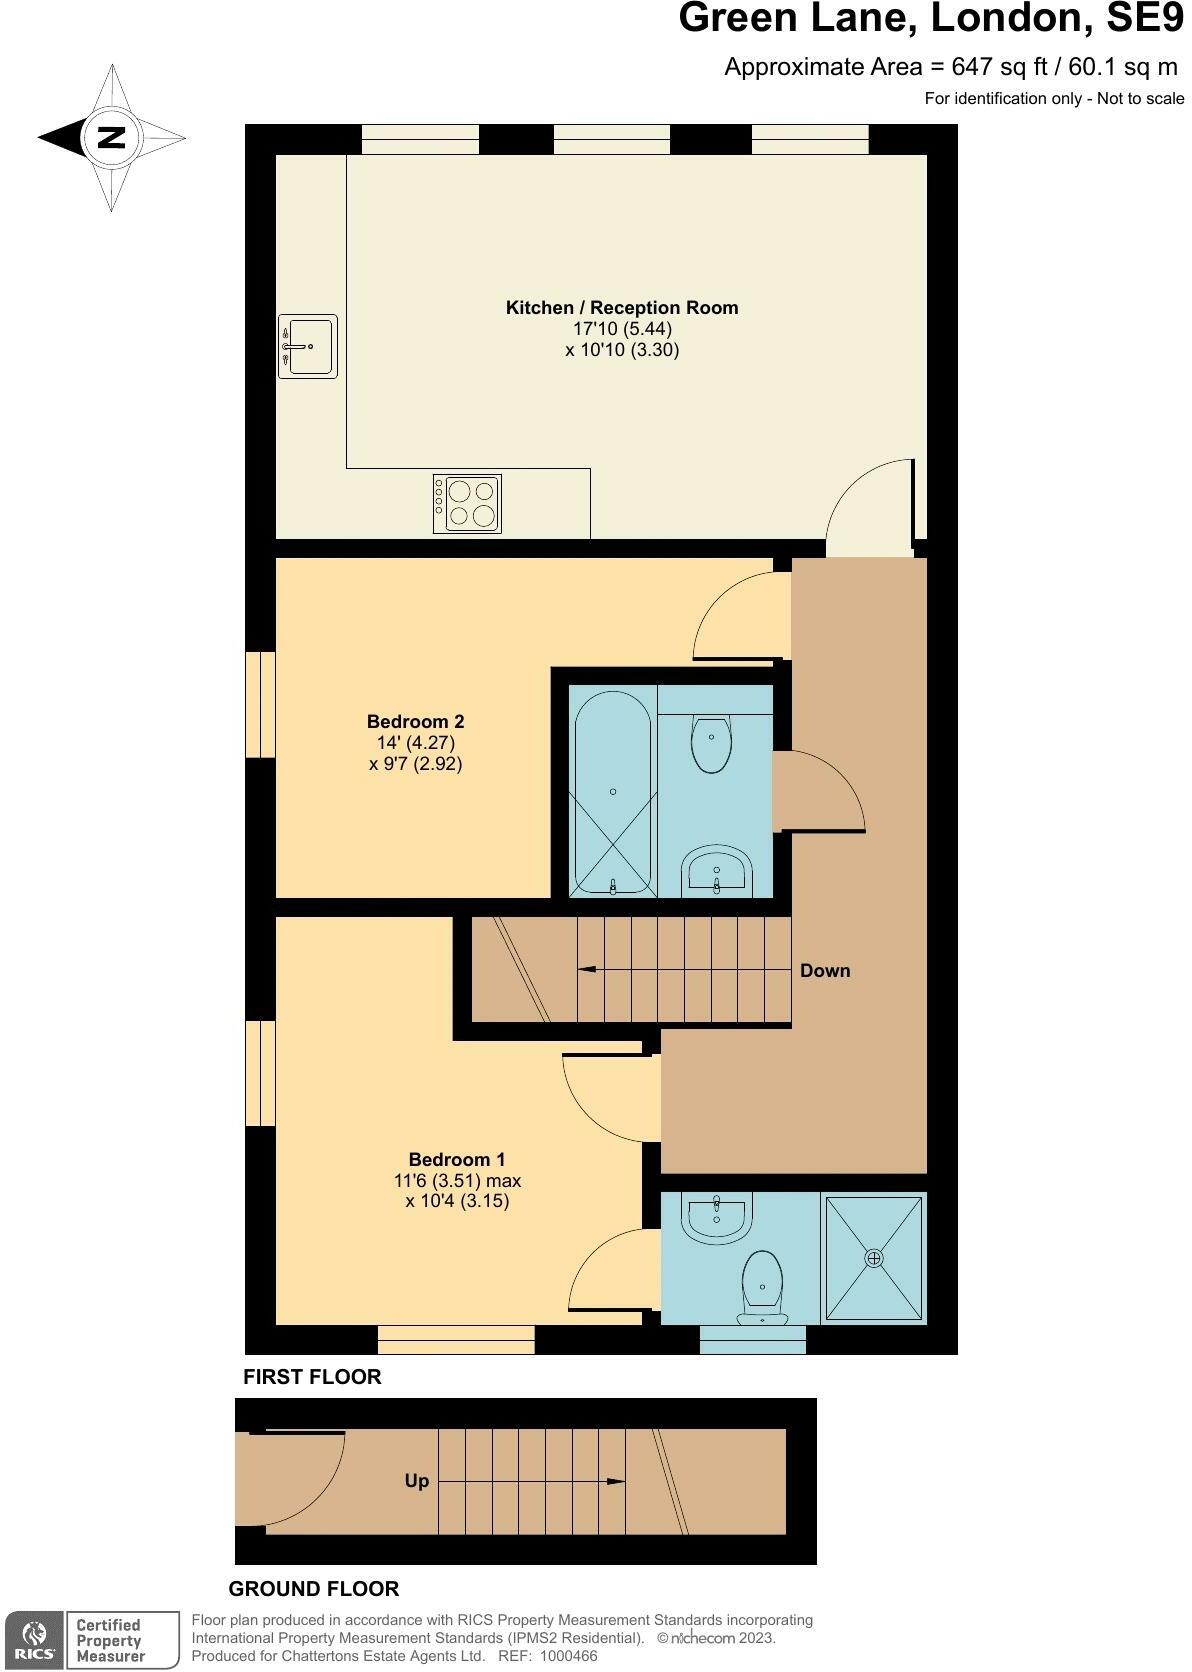 Green Lane, London, SE9
Approximate Area = 647 sq ft / 60.1 sq m
For identification only - Not to scale
N
Kitchen / Reception Room
17'10 (5.44)
x 10'10 (3.30)
Bedroom 2
14' (4.27)
x 9'7 (2.92)
Down
Bedroom 1
11'6 (3.51) max
x 10'4 (3.15)
FIRST FLOOR
Up
GROUND FLOOR
RICS
Certified
Property
Measurer
Floor plan produced in accordance with RICS Property Measurement Standards incorporating
International Property Measurement Standards (IPMS2 Residential). © nichecom 2023.
Produced for Chattertons Estate Agents Ltd. REF: 1000466